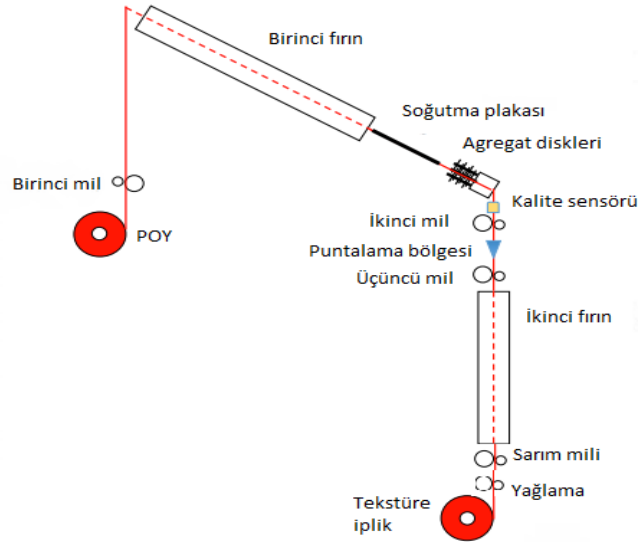 Birinci fırın
Soğutma plakası
Agregat diskleri
Birinci mil
Kalite sensörü
İkinci mil
POY
Puntalama bölgesi
Üçüncü mil
İkinci fırın
Sarım mili
Yağlama
Tekstüre
iplik